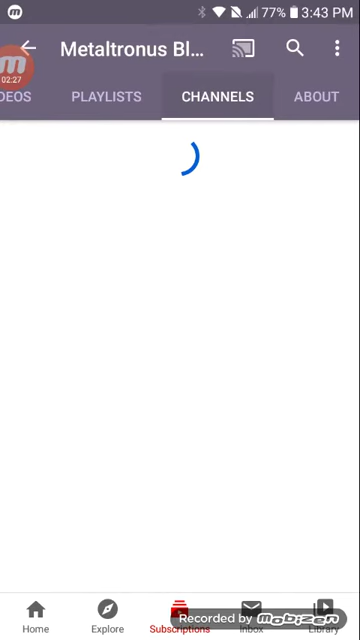 77% 3:43 PM
Metaltronus Bl...
02:27
DEOS PLAYLISTS CHANNELS ABOUT
Home Explore Subscriptions Inbox Library
Recorded by mobizen